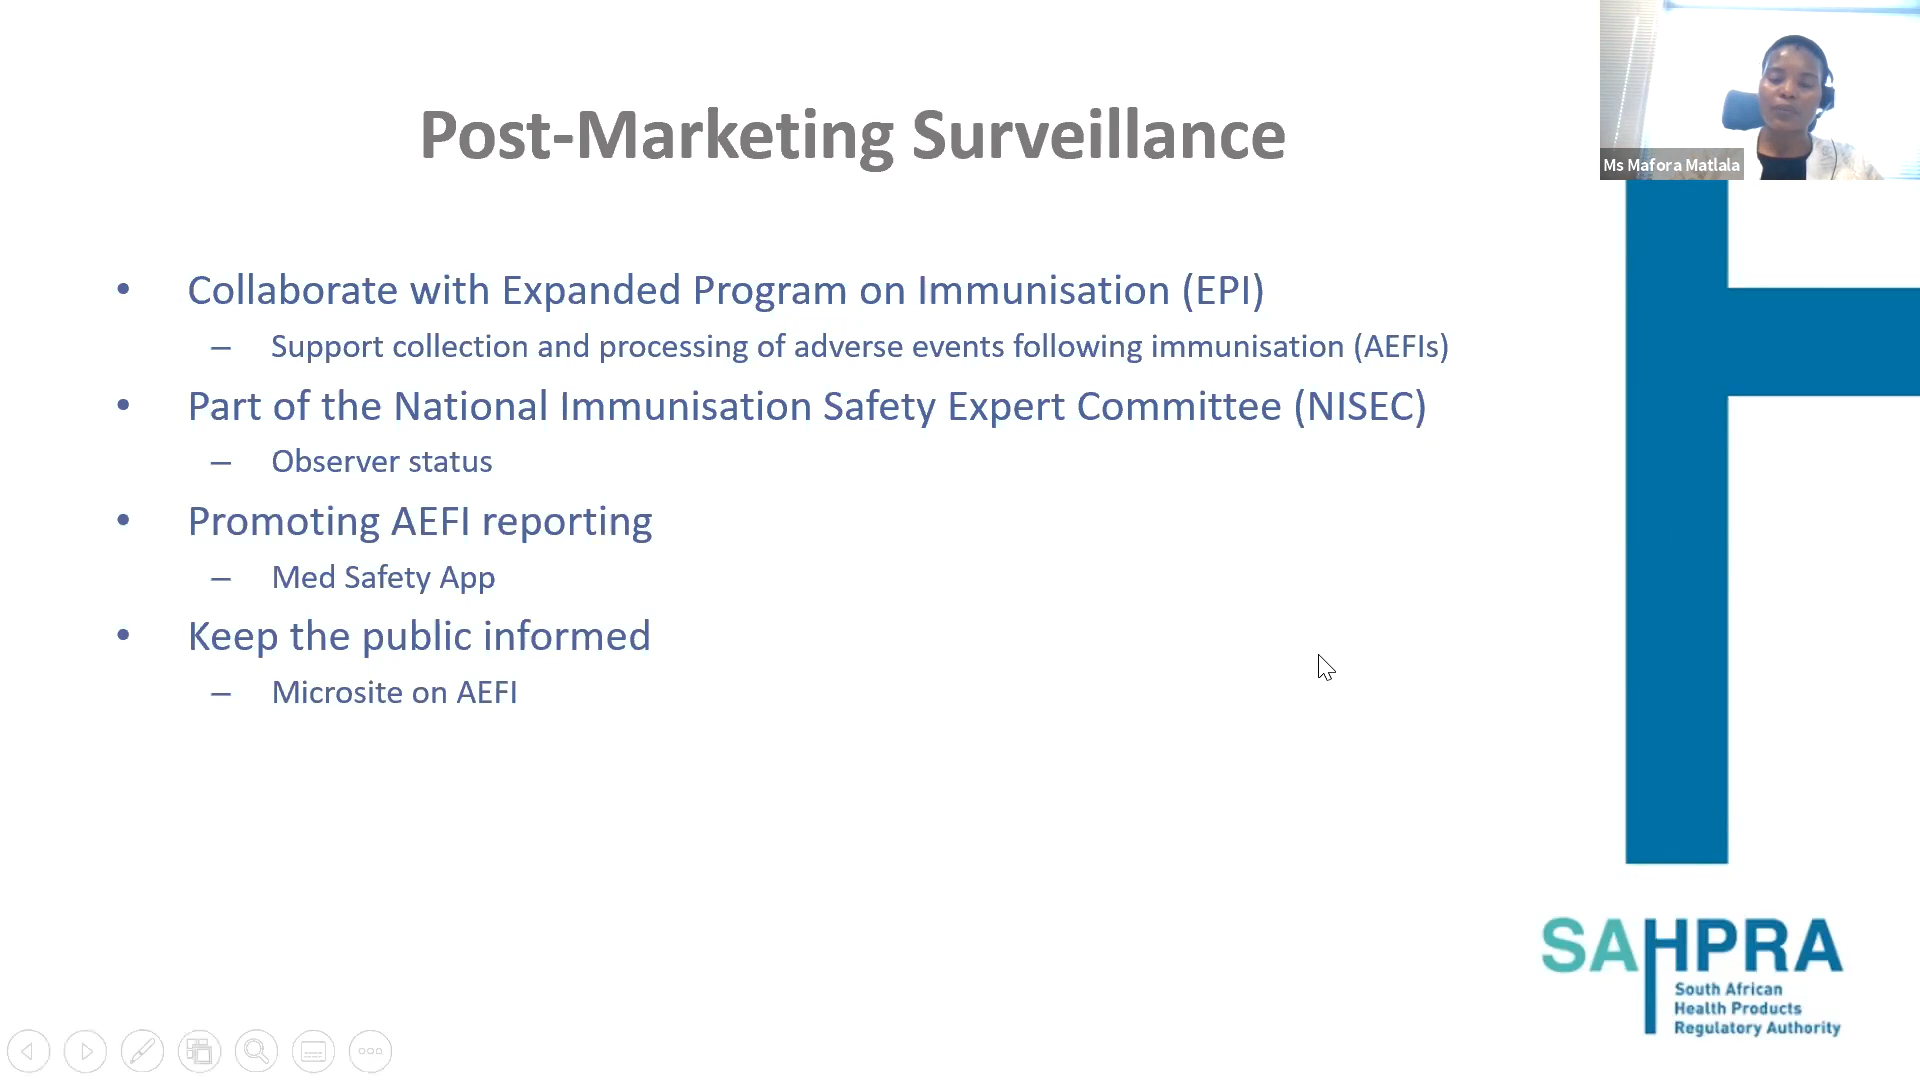 Post-Marketing Surveillance
Ms Mafora Matlala
• Collaborate with Expanded Program on Immunisation (EPI)
– Support collection and processing of adverse events following immunisation (AEFIs)
• Part of the National Immunisation Safety Expert Committee (NISEC)
– Observer status
• Promoting AEFI reporting
– Med Safety App
• Keep the public informed
– Microsite on AEFI
SAHPRA
South African
Health Products
Regulatory Authority